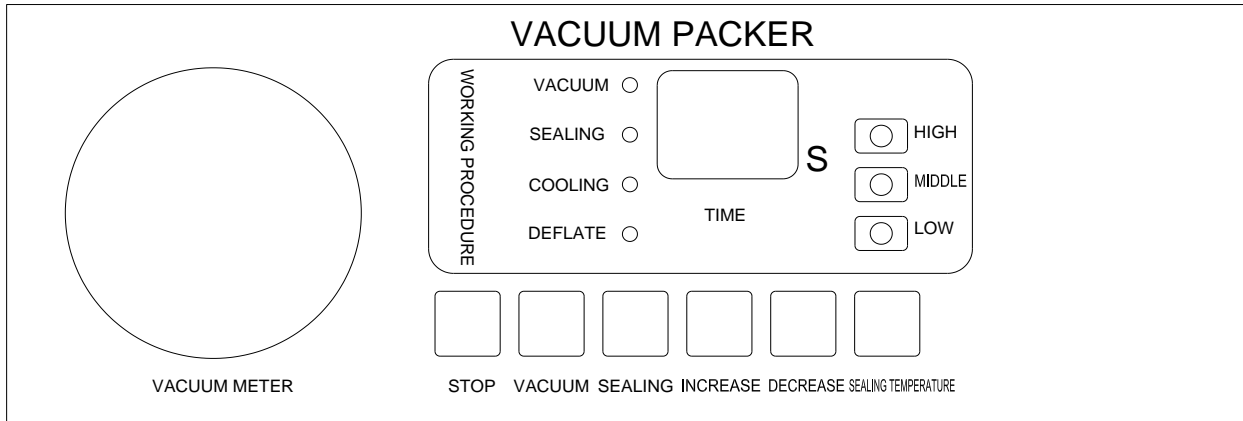 VACUUM PACKER
WORKING PROCEDURE
VACUUM
SEALING
COOLING
DEFLATE
S
TIME
HIGH
MIDDLE
LOW
VACUUM METER
STOP VACUUM SEALING INCREASE DECREASE SEALING TEMPERATURE